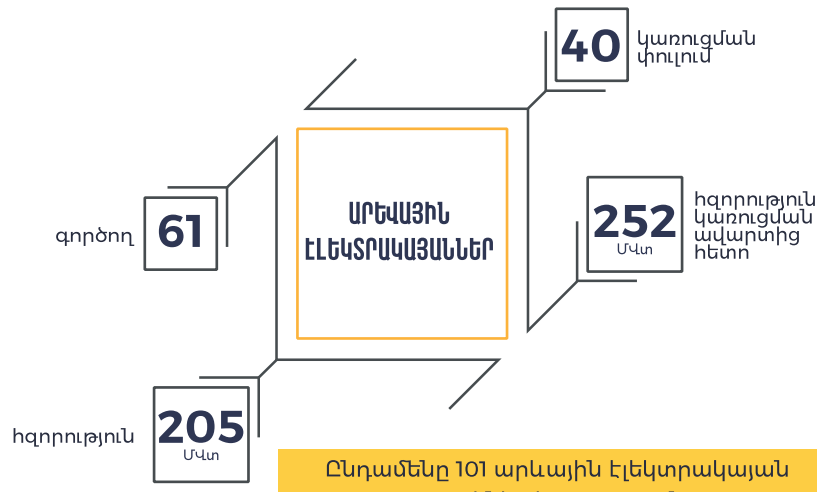 40
կառուցման
փուլում
ԱՐԵՎԱՅԻՆ
ԷԼԵԿՏՐԱԿԱՅԱՆՆԵՐ
61
գործող
252
ՄՎտ
հզորություն
կառուցման
ավարտից
հետո
205
ՄՎտ
հզորություն
Ընդամենը 101 արևային էլեկտրակայան